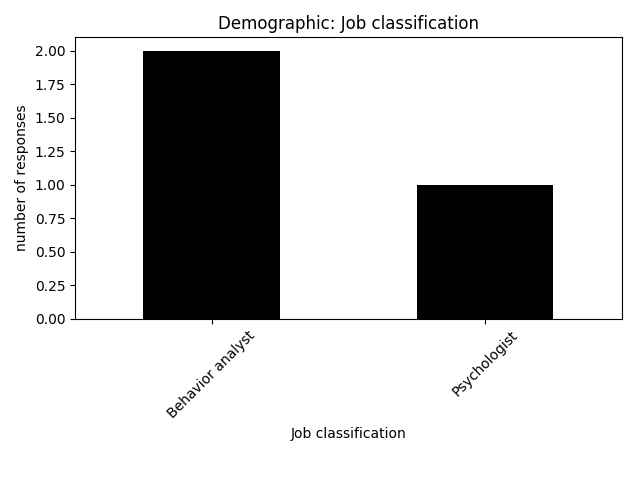 Demographic: Job classification
number of responses
2.00
1.75
1.50
1.25
1.00
0.75
0.50
0.25
0.00
Behavior analyst
Psychologist
Job classification